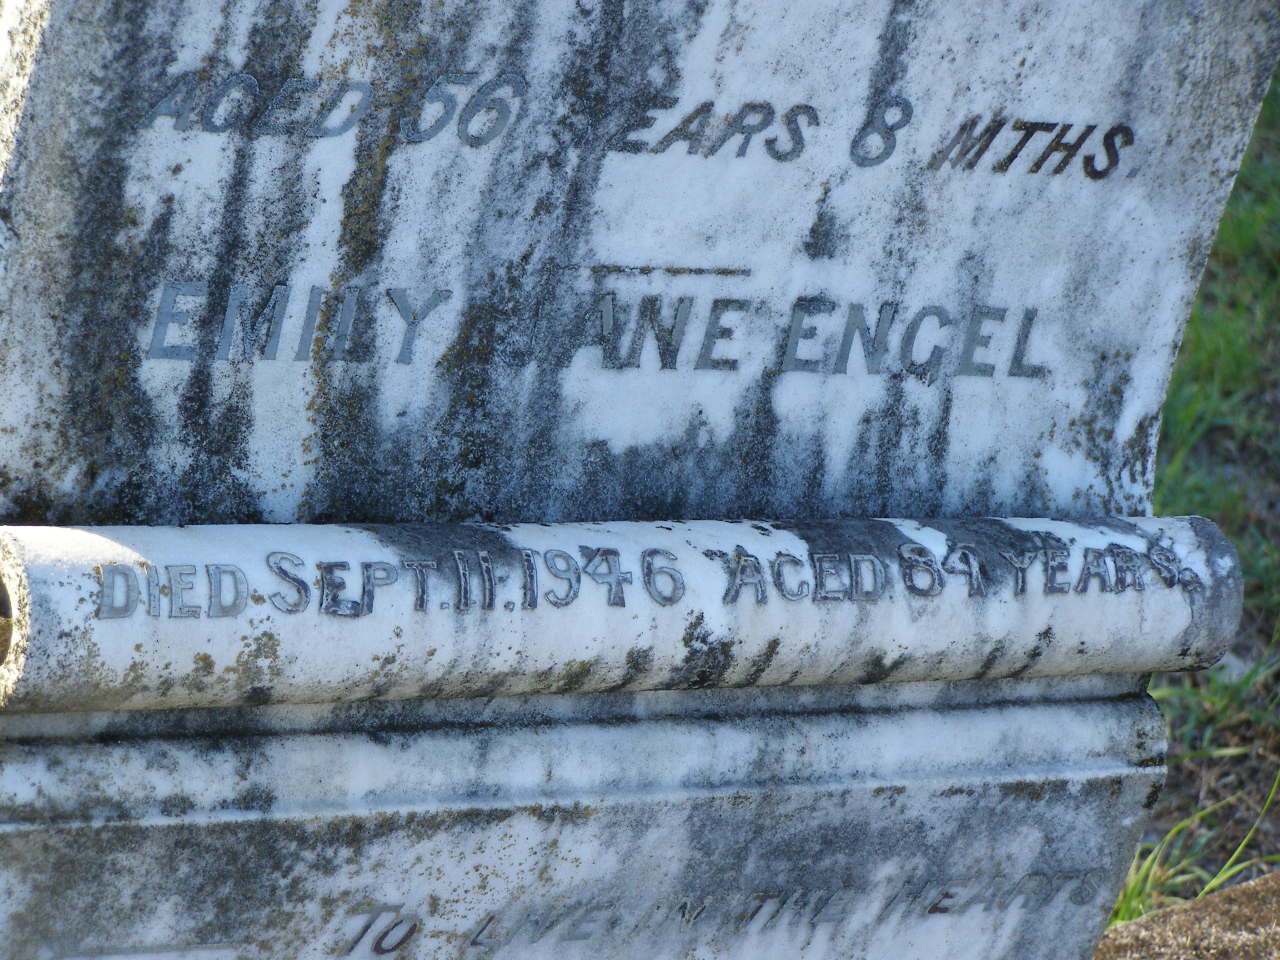 AGED 56 YEARS 8 MTHS.
EMILY JANE ENGEL
DIED SEPT. 11. 1946 AGED 84 YEARS.
TO LIVE IN THE HEARTS